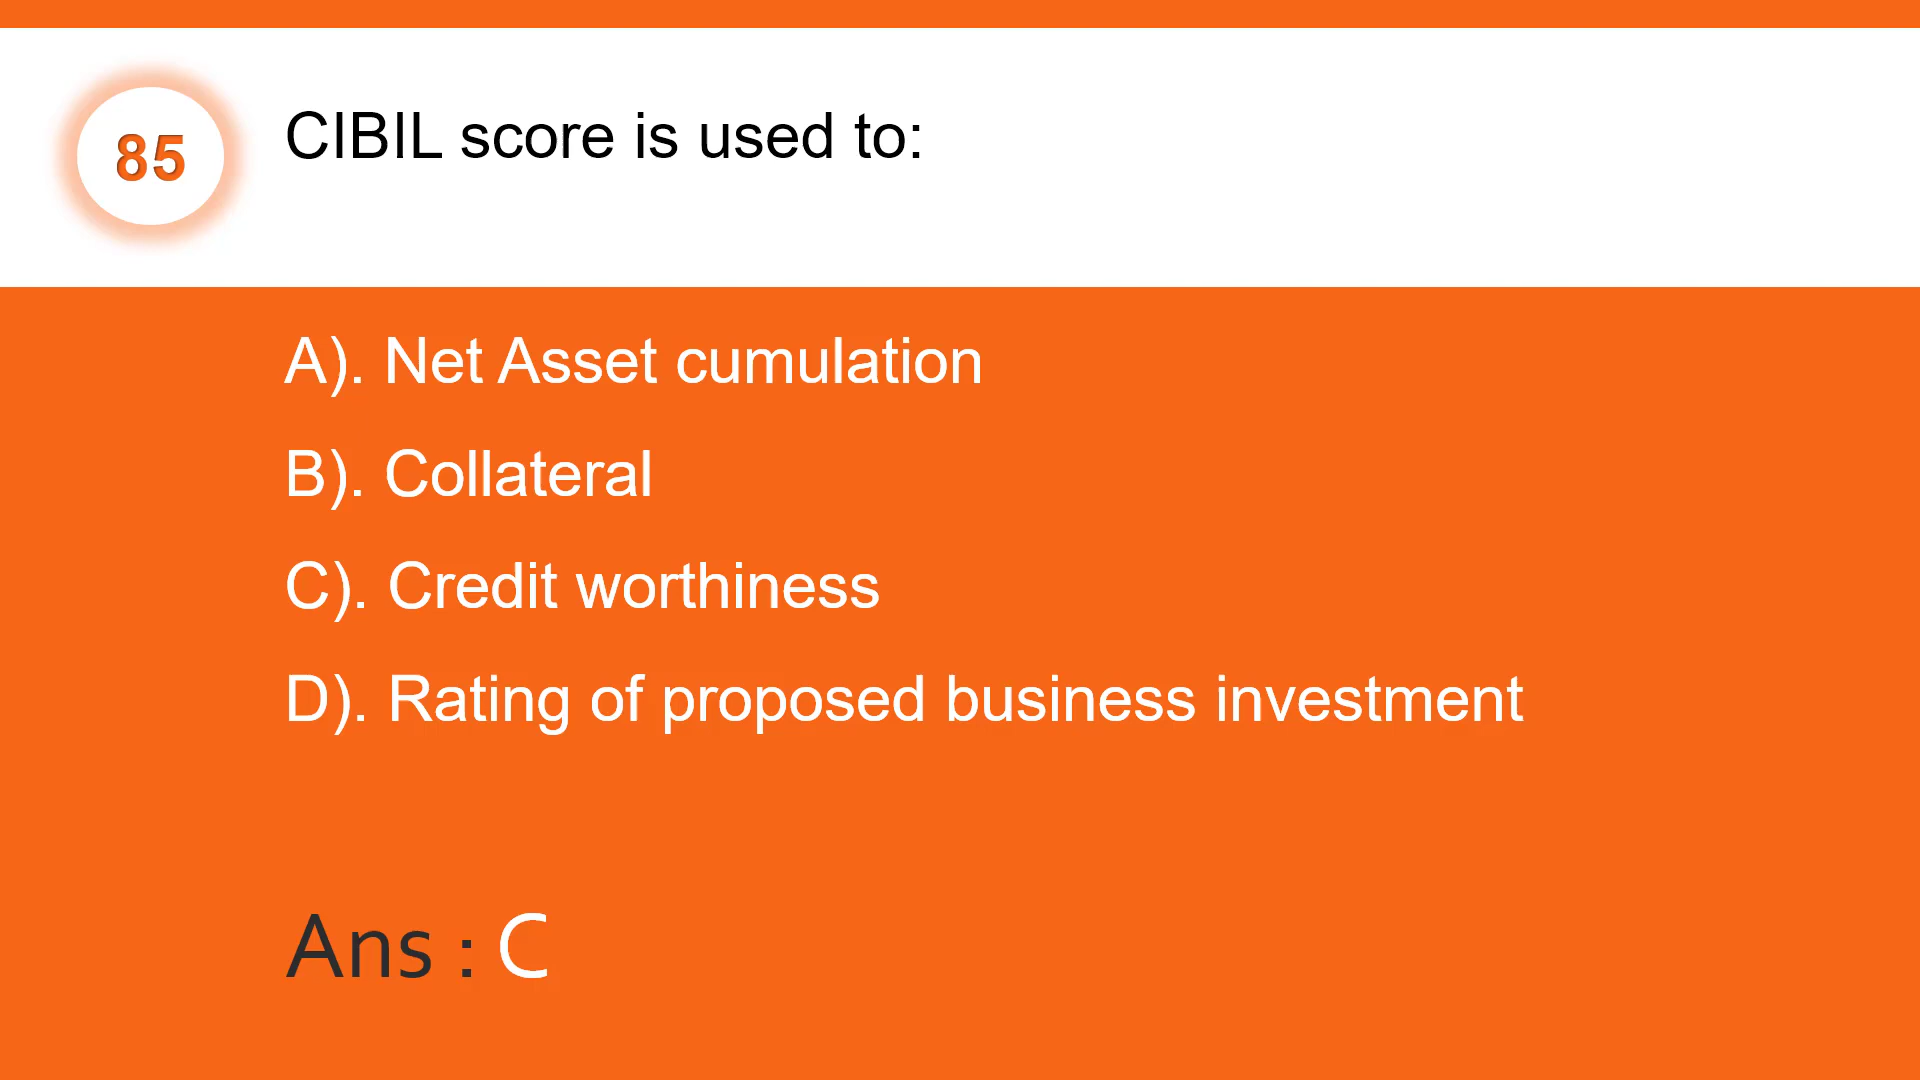 85
CIBIL score is used to:
A). Net Asset cumulation
B). Collateral
C). Credit worthiness
D). Rating of proposed business investment
Ans : C